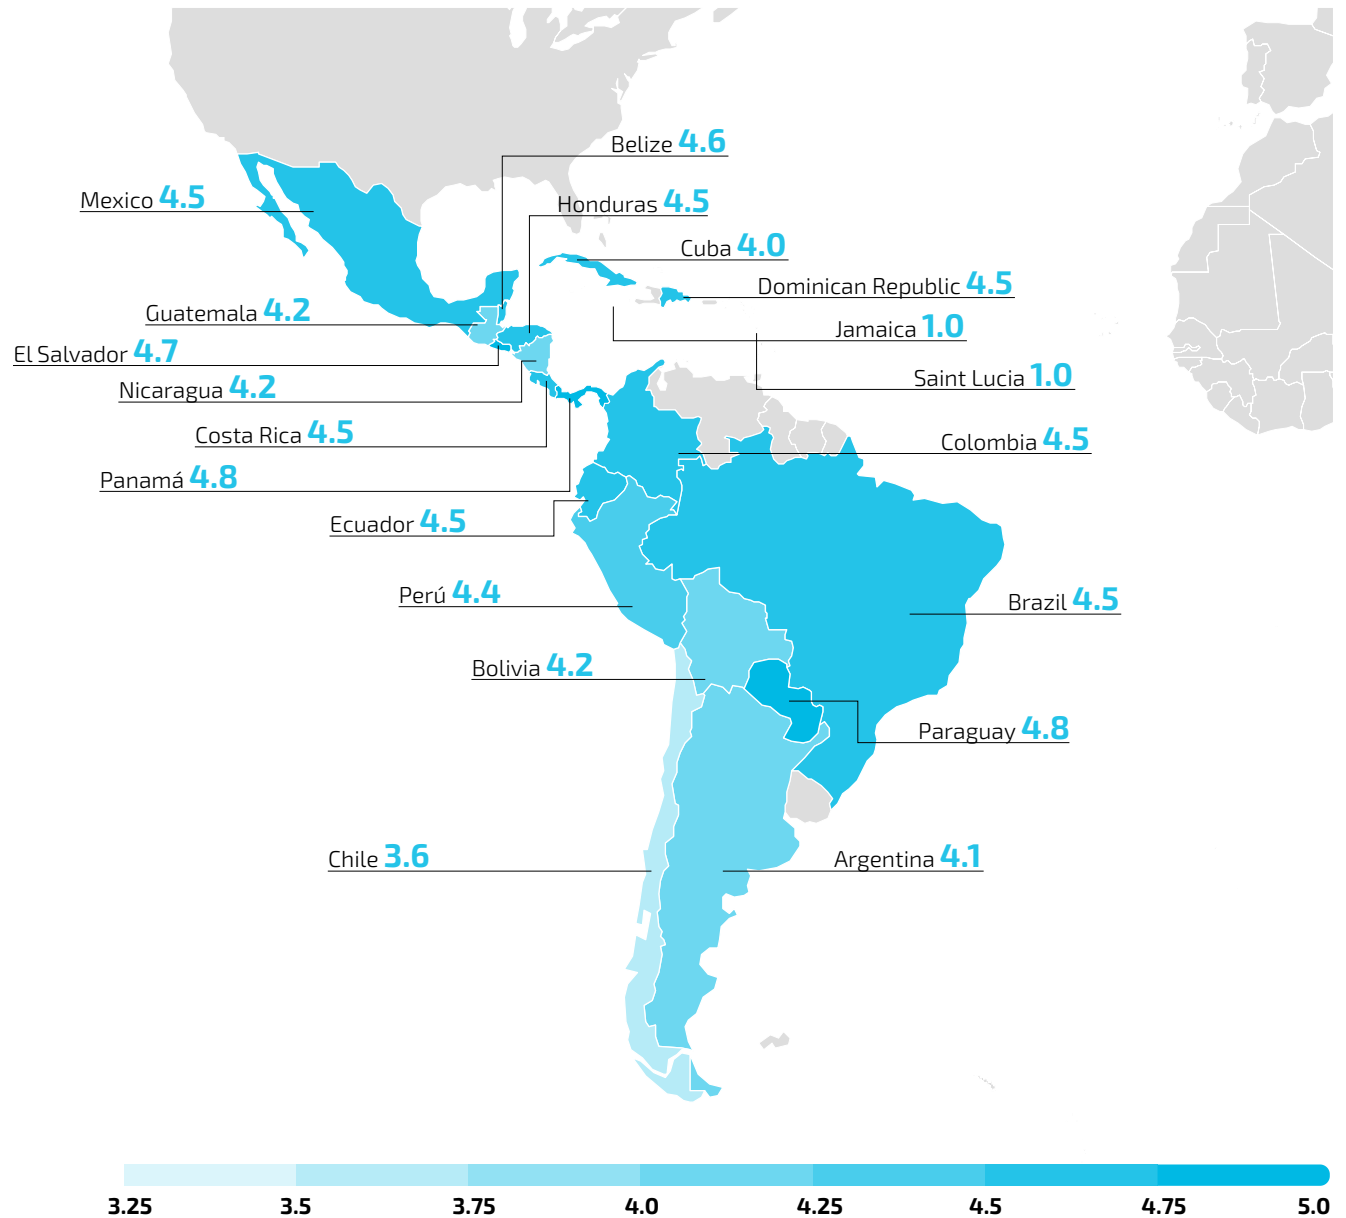 Belize 4.6
Mexico 4.5
Honduras 4.5
Cuba 4.0
Dominican Republic 4.5
Guatemala 4.2
Jamaica 1.0
El Salvador 4.7
Saint Lucia 1.0
Nicaragua 4.2
Costa Rica 4.5
Colombia 4.5
Panamá 4.8
Ecuador 4.5
Perú 4.4
Brazil 4.5
Bolivia 4.2
Paraguay 4.8
Chile 3.6
Argentina 4.1
3.25 3.5 3.75 4.0 4.25 4.5 4.75 5.0